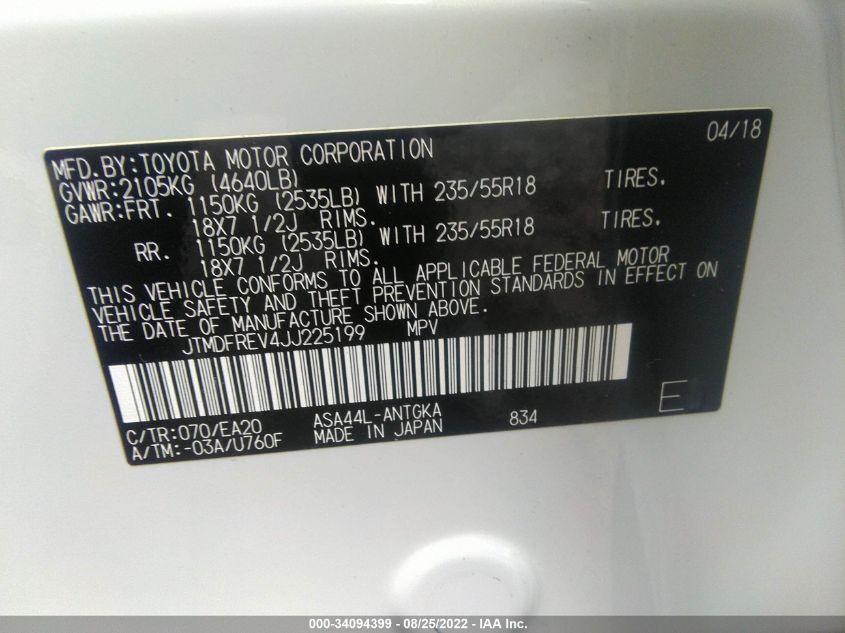 04/18
MFD.BY:TOYOTA MOTOR CORPORATION
GVWR:2105KG (4640LB)
GAWR:FRT. 1150KG (2535LB) WITH 235/55R18 TIRES.
18X7 1/2J RIMS.
RR. 1150KG (2535LB) WITH 235/55R18 TIRES.
18X7 1/2J RIMS.
THIS VEHICLE CONFORMS TO ALL APPLICABLE FEDERAL MOTOR
VEHICLE SAFETY AND THEFT PREVENTION STANDARDS IN EFFECT ON
THE DATE OF MANUFACTURE SHOWN ABOVE.
JTMDFREV4JJ225199 MPV
E
C/TR:070/EA20 ASA44L-ANTGKA 834
A/TM:-03A/U760F MADE IN JAPAN
000-34094399 - 08/25/2022 - IAA Inc.